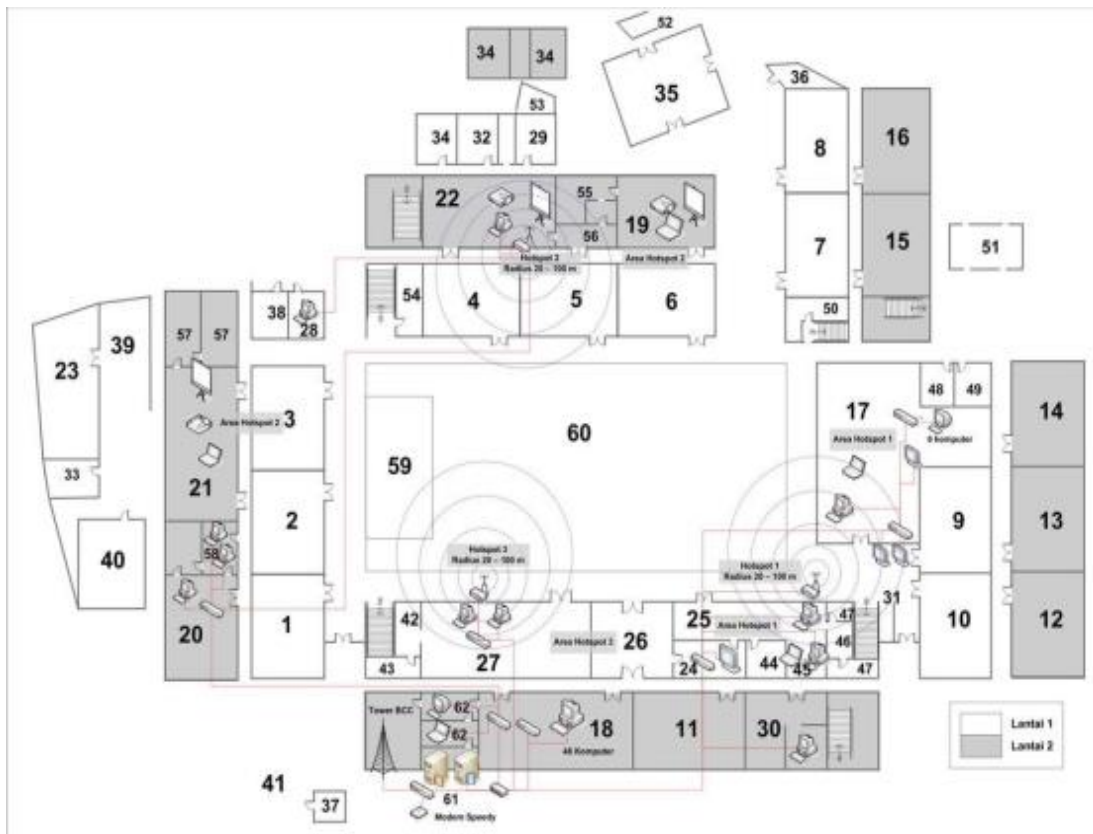 52
34 34
36
35
53
34 32 29
8 16
22 55
19
56
7 15
51
Hotspot 2
Radius 20 – 100 m
Area Hotspot 2
54 4 5 6
38 28
50
57 57
39
23
3
48 49
17
14
Area Hotspot 2
60
Area Hotspot 1
59
33
21
2
9
13
40
58
Hotspot 3
Radius 20 – 100 m
Hotspot 1
Radius 20 – 100 m
20
1
42
25
47
31
10
12
Area Hotspot 1
Area Hotspot 3
26
46
43
27
24
44
45
47
Tower BCC
62
62
18
11
30
Lantai 1
Lantai 2
40 Komputer
41
37
61
Modem Speedy